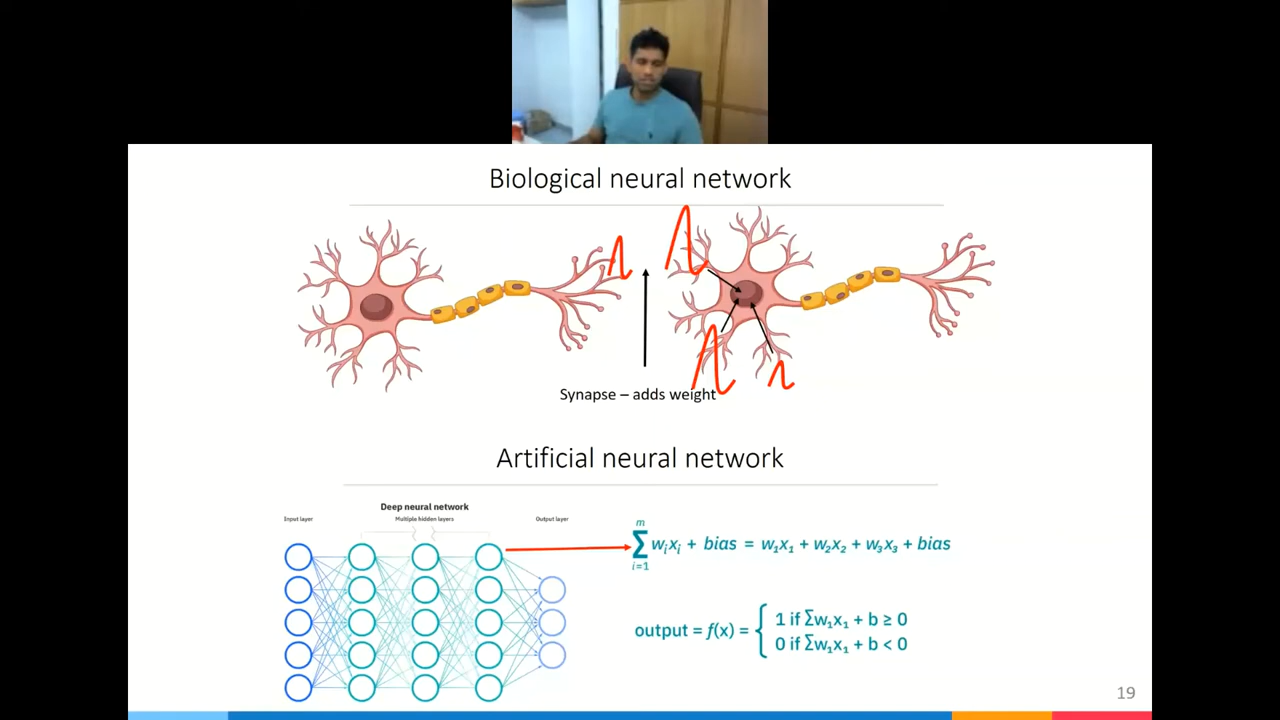 Biological neural network
Synapse – adds weight
Artificial neural network
Deep neural network
Input layer
Multiple hidden layers
Output layer
m
∑ wᵢxᵢ + bias = w₁x₁ + w₂x₂ + w₃x₃ + bias
i=1
output = f(x) = { 1 if ∑w₁x₁ + b ≥ 0
0 if ∑w₁x₁ + b < 0
19